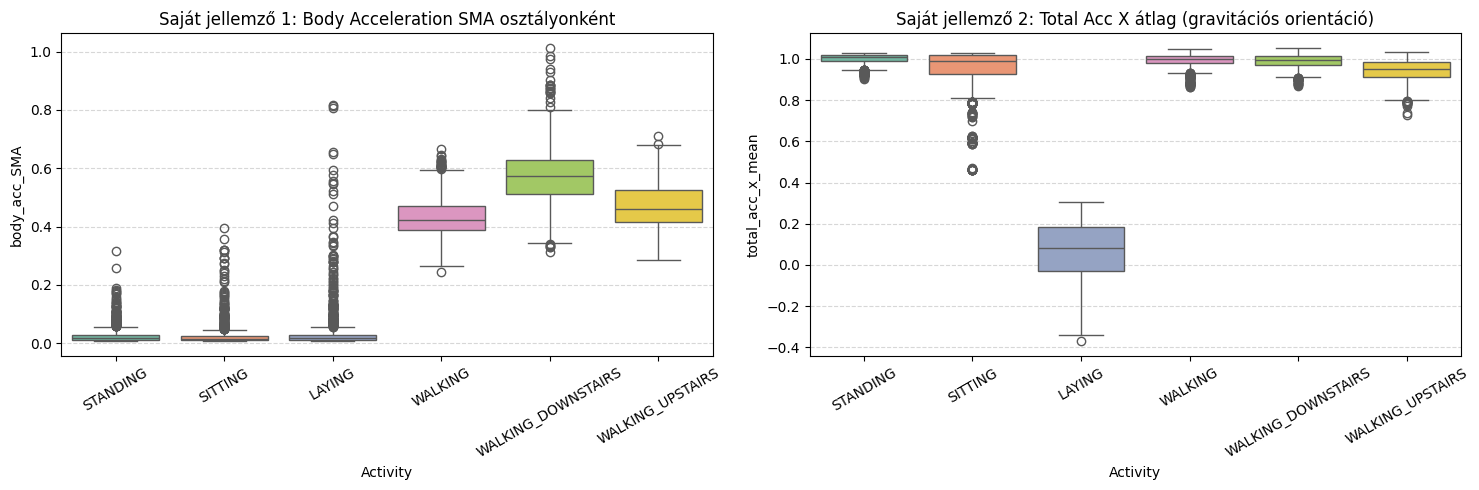 Saját jellemző 1: Body Acceleration SMA osztályonként
body_acc_SMA
1.0
0.8
0.6
0.4
0.2
0.0
STANDING
SITTING
LAYING
WALKING
WALKING_DOWNSTAIRS
WALKING_UPSTAIRS
Activity
Saját jellemző 2: Total Acc X átlag (gravitációs orientáció)
total_acc_x_mean
1.0
0.8
0.6
0.4
0.2
0.0
−0.2
−0.4
STANDING
SITTING
LAYING
WALKING
WALKING_DOWNSTAIRS
WALKING_UPSTAIRS
Activity